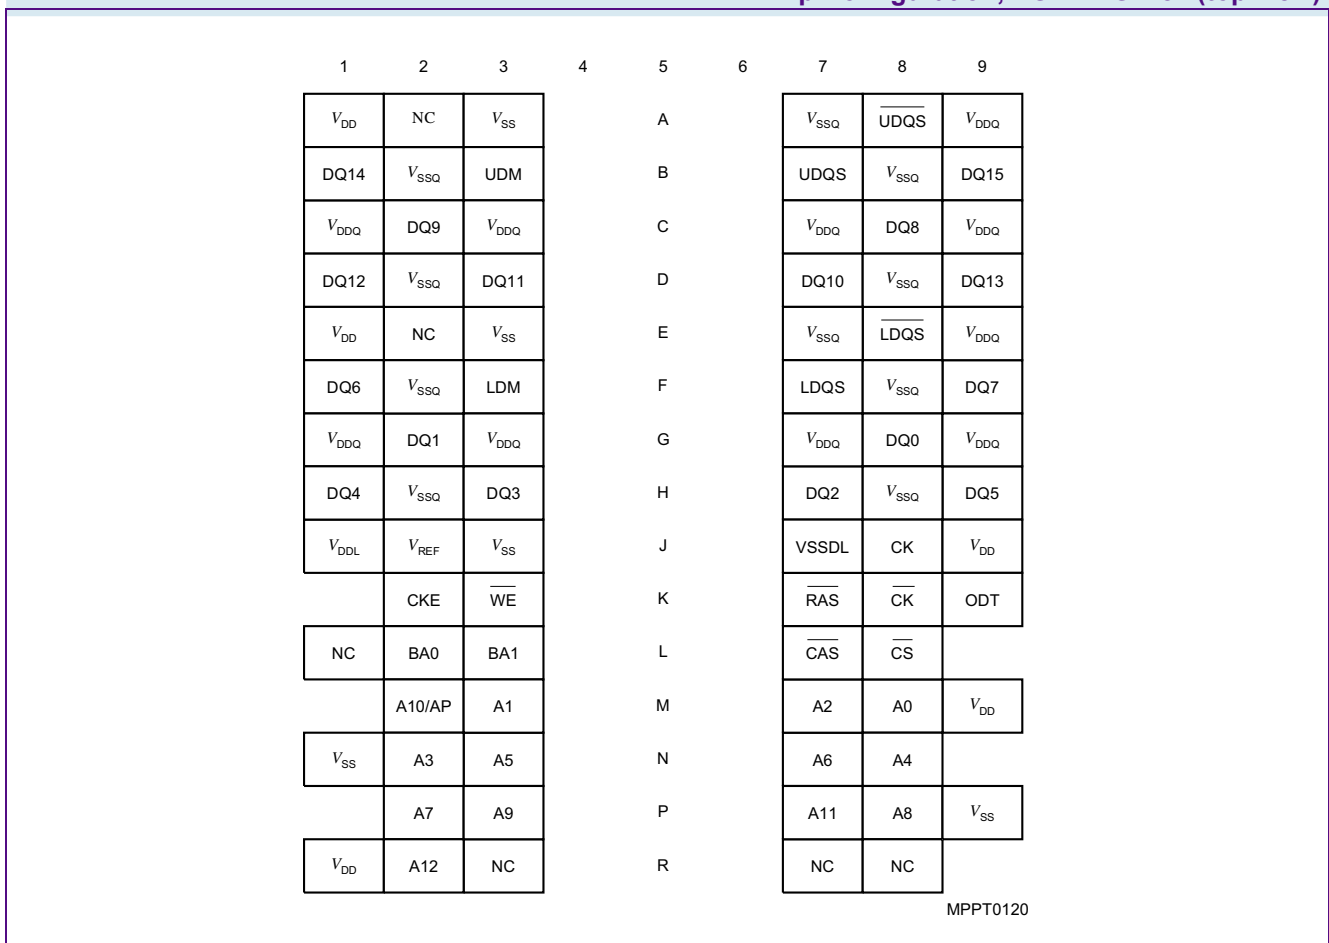 1 2 3 4 5 6 7 8 9
VDD NC VSS A VSSQ UDQS VDDQ
DQ14 VSSQ UDM B UDQS VSSQ DQ15
VDDQ DQ9 VDDQ C VDDQ DQ8 VDDQ
DQ12 VSSQ DQ11 D DQ10 VSSQ DQ13
VDD NC VSS E VSSQ LDQS VDDQ
DQ6 VSSQ LDM F LDQS VSSQ DQ7
VDDQ DQ1 VDDQ G VDDQ DQ0 VDDQ
DQ4 VSSQ DQ3 H DQ2 VSSQ DQ5
VDDL VREF VSS J VSSDL CK VDD
CKE WE K RAS CK ODT
NC BA0 BA1 L CAS CS
A10/AP A1 M A2 A0 VDD
VSS A3 A5 N A6 A4
A7 A9 P A11 A8 VSS
VDD A12 NC R NC NC
MPPT0120